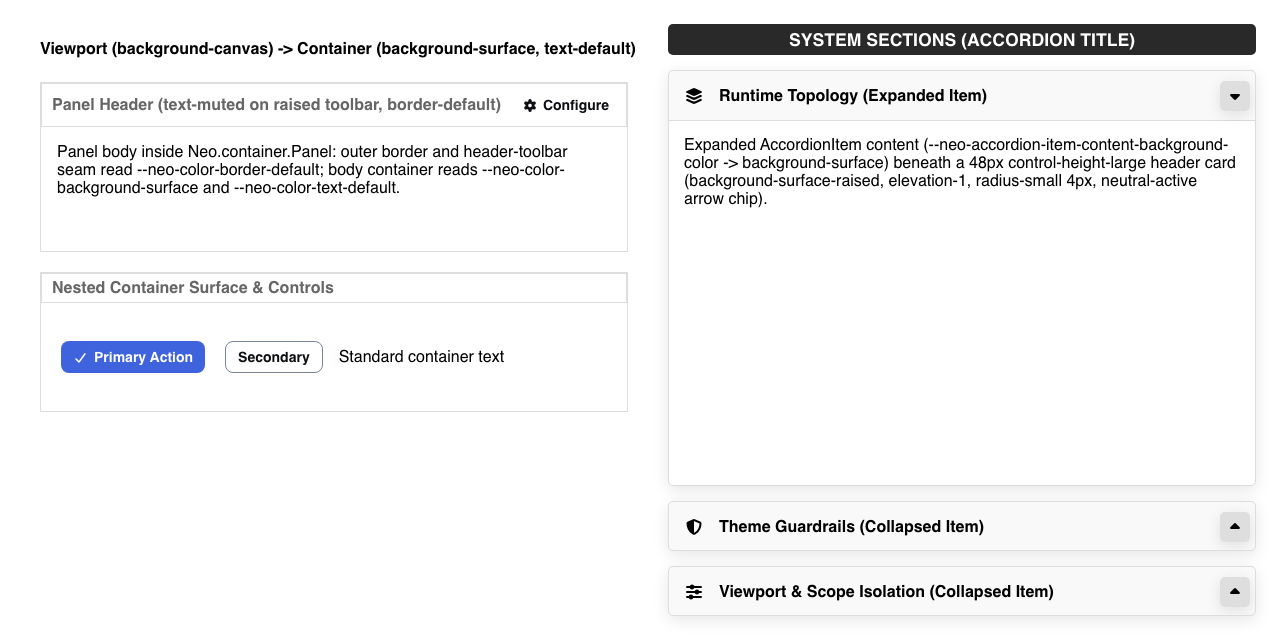 Viewport (background-canvas) -> Container (background-surface, text-default)
Panel Header (text-muted on raised toolbar, border-default)
Configure
Panel body inside Neo.container.Panel: outer border and header-toolbar
seam read --neo-color-border-default; body container reads --neo-color-
background-surface and --neo-color-text-default.
Nested Container Surface & Controls
Primary Action
Secondary
Standard container text
SYSTEM SECTIONS (ACCORDION TITLE)
Runtime Topology (Expanded Item)
Expanded AccordionItem content (--neo-accordion-item-content-background-
color -> background-surface) beneath a 48px control-height-large header card
(background-surface-raised, elevation-1, radius-small 4px, neutral-active
arrow chip).
Theme Guardrails (Collapsed Item)
Viewport & Scope Isolation (Collapsed Item)